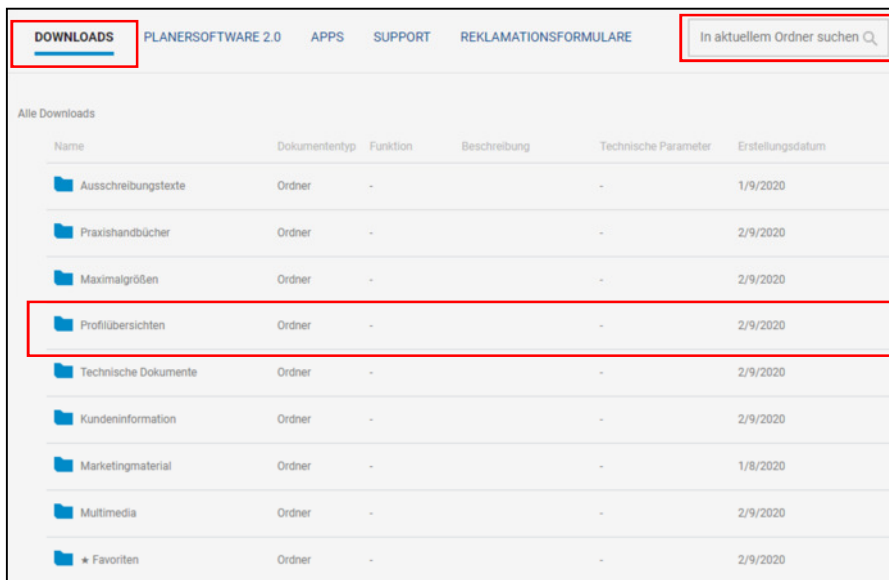 DOWNLOADS PLANERSOFTWARE 2.0 APPS SUPPORT REKLAMATIONSFORMULARE In aktuellem Ordner suchen
Alle Downloads
Name Dokumententyp Funktion Beschreibung Technische Parameter Erstellungsdatum
Ausschreibungstexte Ordner - - 1/9/2020
Praxishandbücher Ordner - - 2/9/2020
Maximalgrößen Ordner - - 2/9/2020
Profilübersichten Ordner - - 2/9/2020
Technische Dokumente Ordner - - 2/9/2020
Kundeninformation Ordner - - 2/9/2020
Marketingmaterial Ordner - - 1/8/2020
Multimedia Ordner - - 2/9/2020
★ Favoriten Ordner - - 2/9/2020